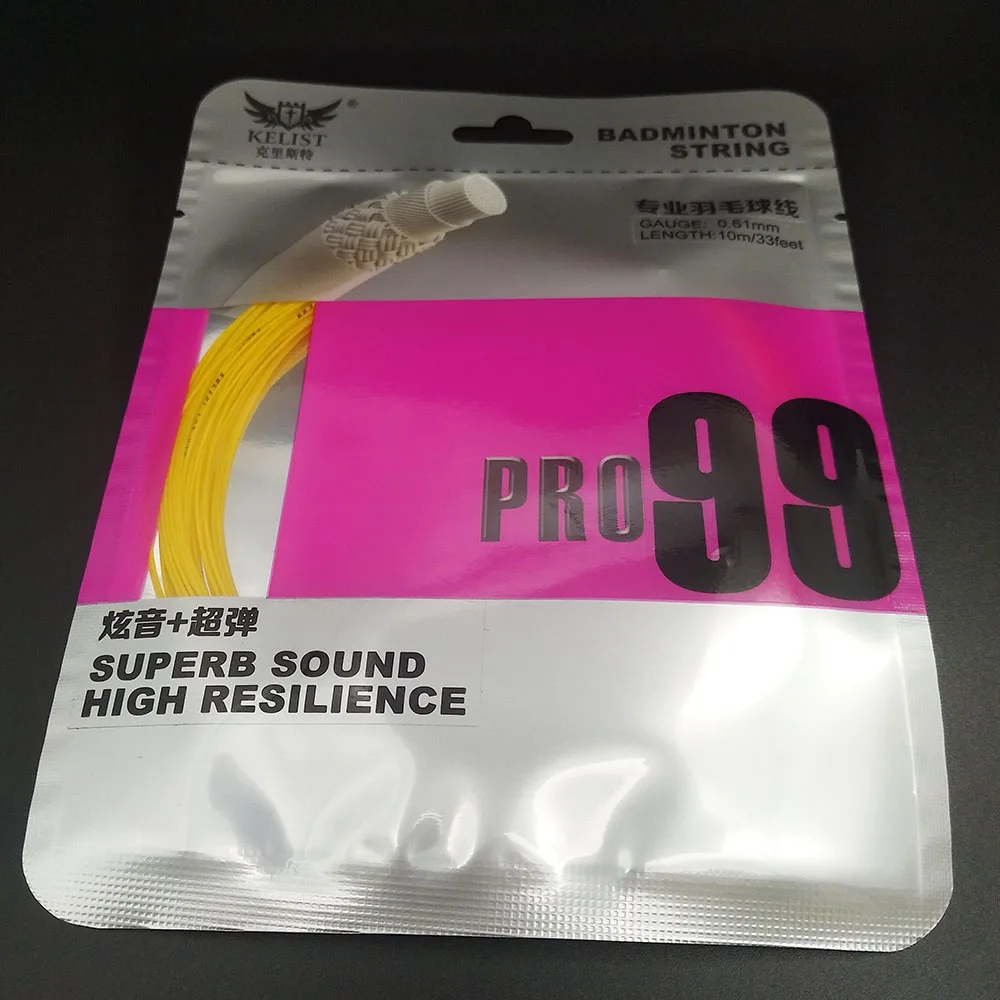 ®
KELIST
克里斯特
BADMINTON
STRING
专业羽毛球线
GAUGE: 0.61mm
LENGTH:10m/33feet
PRO99
炫音+超弹
SUPERB SOUND
HIGH RESILIENCE